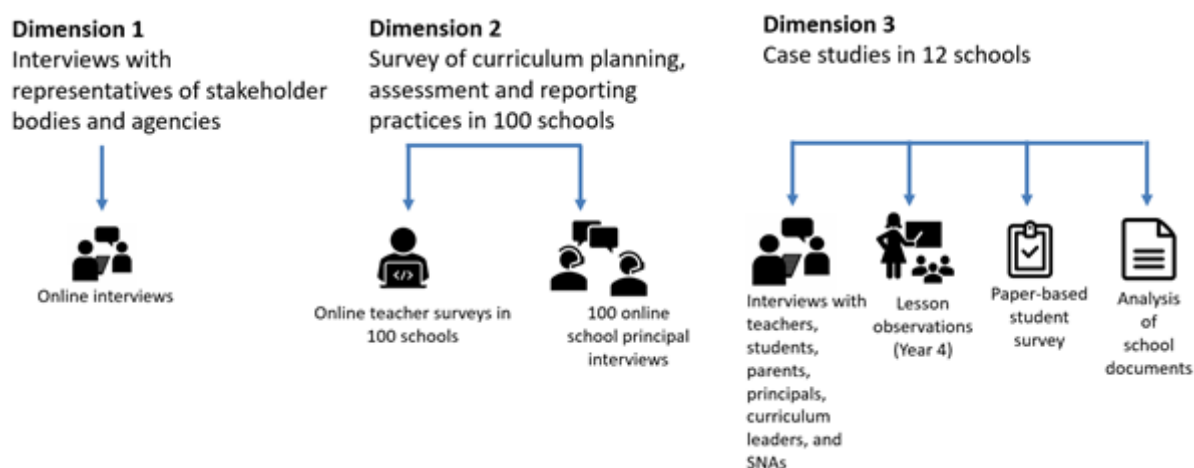 Dimension 1
Interviews with
representatives of stakeholder
bodies and agencies
Online interviews
Dimension 2
Survey of curriculum planning,
assessment and reporting
practices in 100 schools
Online teacher surveys in
100 schools
100 online
school principal
interviews
Dimension 3
Case studies in 12 schools
Interviews with
teachers,
students,
parents,
principals,
curriculum
leaders, and
SNAs
Lesson
observations
(Year 4)
Paper-based
student
survey
Analysis
of
school
documents